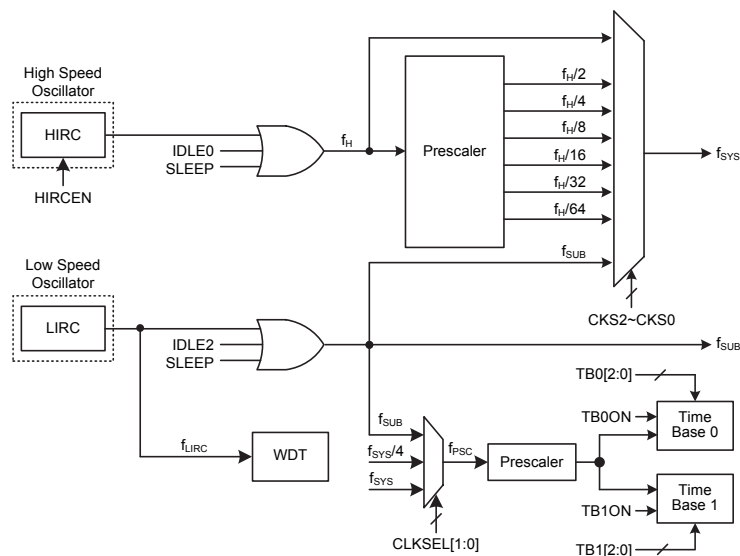 High Speed
Oscillator
HIRC
HIRCEN
IDLE0
SLEEP
fH
Prescaler
fH/2
fH/4
fH/8
fH/16
fH/32
fH/64
fSUB
fSYS
CKS2~CKS0
Low Speed
Oscillator
LIRC
IDLE2
SLEEP
fSUB
fLIRC
WDT
fSUB
fSYS/4
fSYS
fPSC
CLKSEL[1:0]
Prescaler
TB0[2:0]
TB0ON
Time
Base 0
Time
Base 1
TB1ON
TB1[2:0]